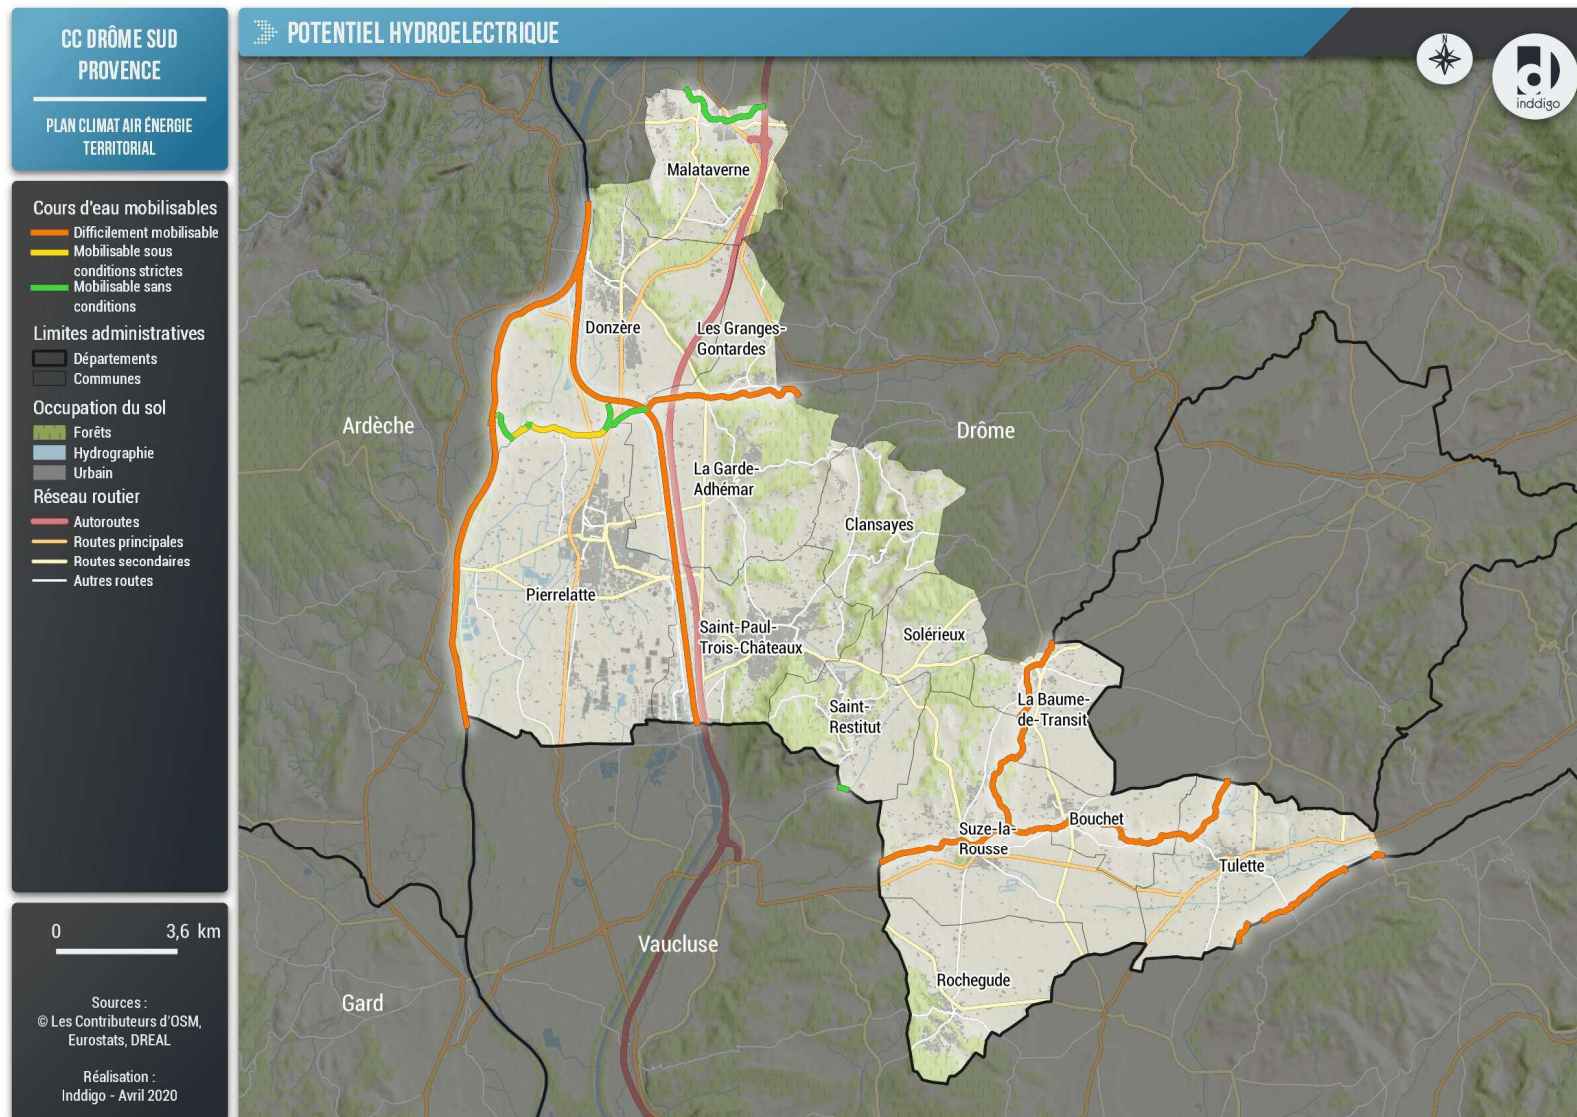 CC DRÔME SUD
PROVENCE
PLAN CLIMAT AIR ÉNERGIE
TERRITORIAL
POTENTIEL HYDROELECTRIQUE
N
inddigo
Cours d'eau mobilisables
Difficilement mobilisable
Mobilisable sous
conditions strictes
Mobilisable sans
conditions
Limites administratives
Départements
Communes
Occupation du sol
Forêts
Hydrographie
Urbain
Réseau routier
Autoroutes
Routes principales
Routes secondaires
Autres routes
0 3,6 km
Sources :
© Les Contributeurs d'OSM,
Eurostats, DREAL
Réalisation :
Inddigo - Avril 2020
Malataverne
Donzère
Les Granges-
Gontardes
Ardèche
Drôme
La Garde-
Adhémar
Clansayes
Pierrelatte
Saint-Paul-
Trois-Châteaux
Solérieux
Saint-
Restitut
La Baume-
de-Transit
Suze-la-
Rousse
Bouchet
Tulette
Vaucluse
Rochegude
Gard